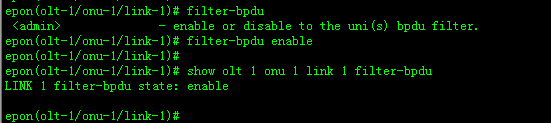 epon(olt-1/onu-1/link-1)# filter-bpdu
<admin> - enable or disable to the uni(s) bpdu filter.
epon(olt-1/onu-1/link-1)# filter-bpdu enable
epon(olt-1/onu-1/link-1)#
epon(olt-1/onu-1/link-1)# show olt 1 onu 1 link 1 filter-bpdu
LINK 1 filter-bpdu state: enable
epon(olt-1/onu-1/link-1)#